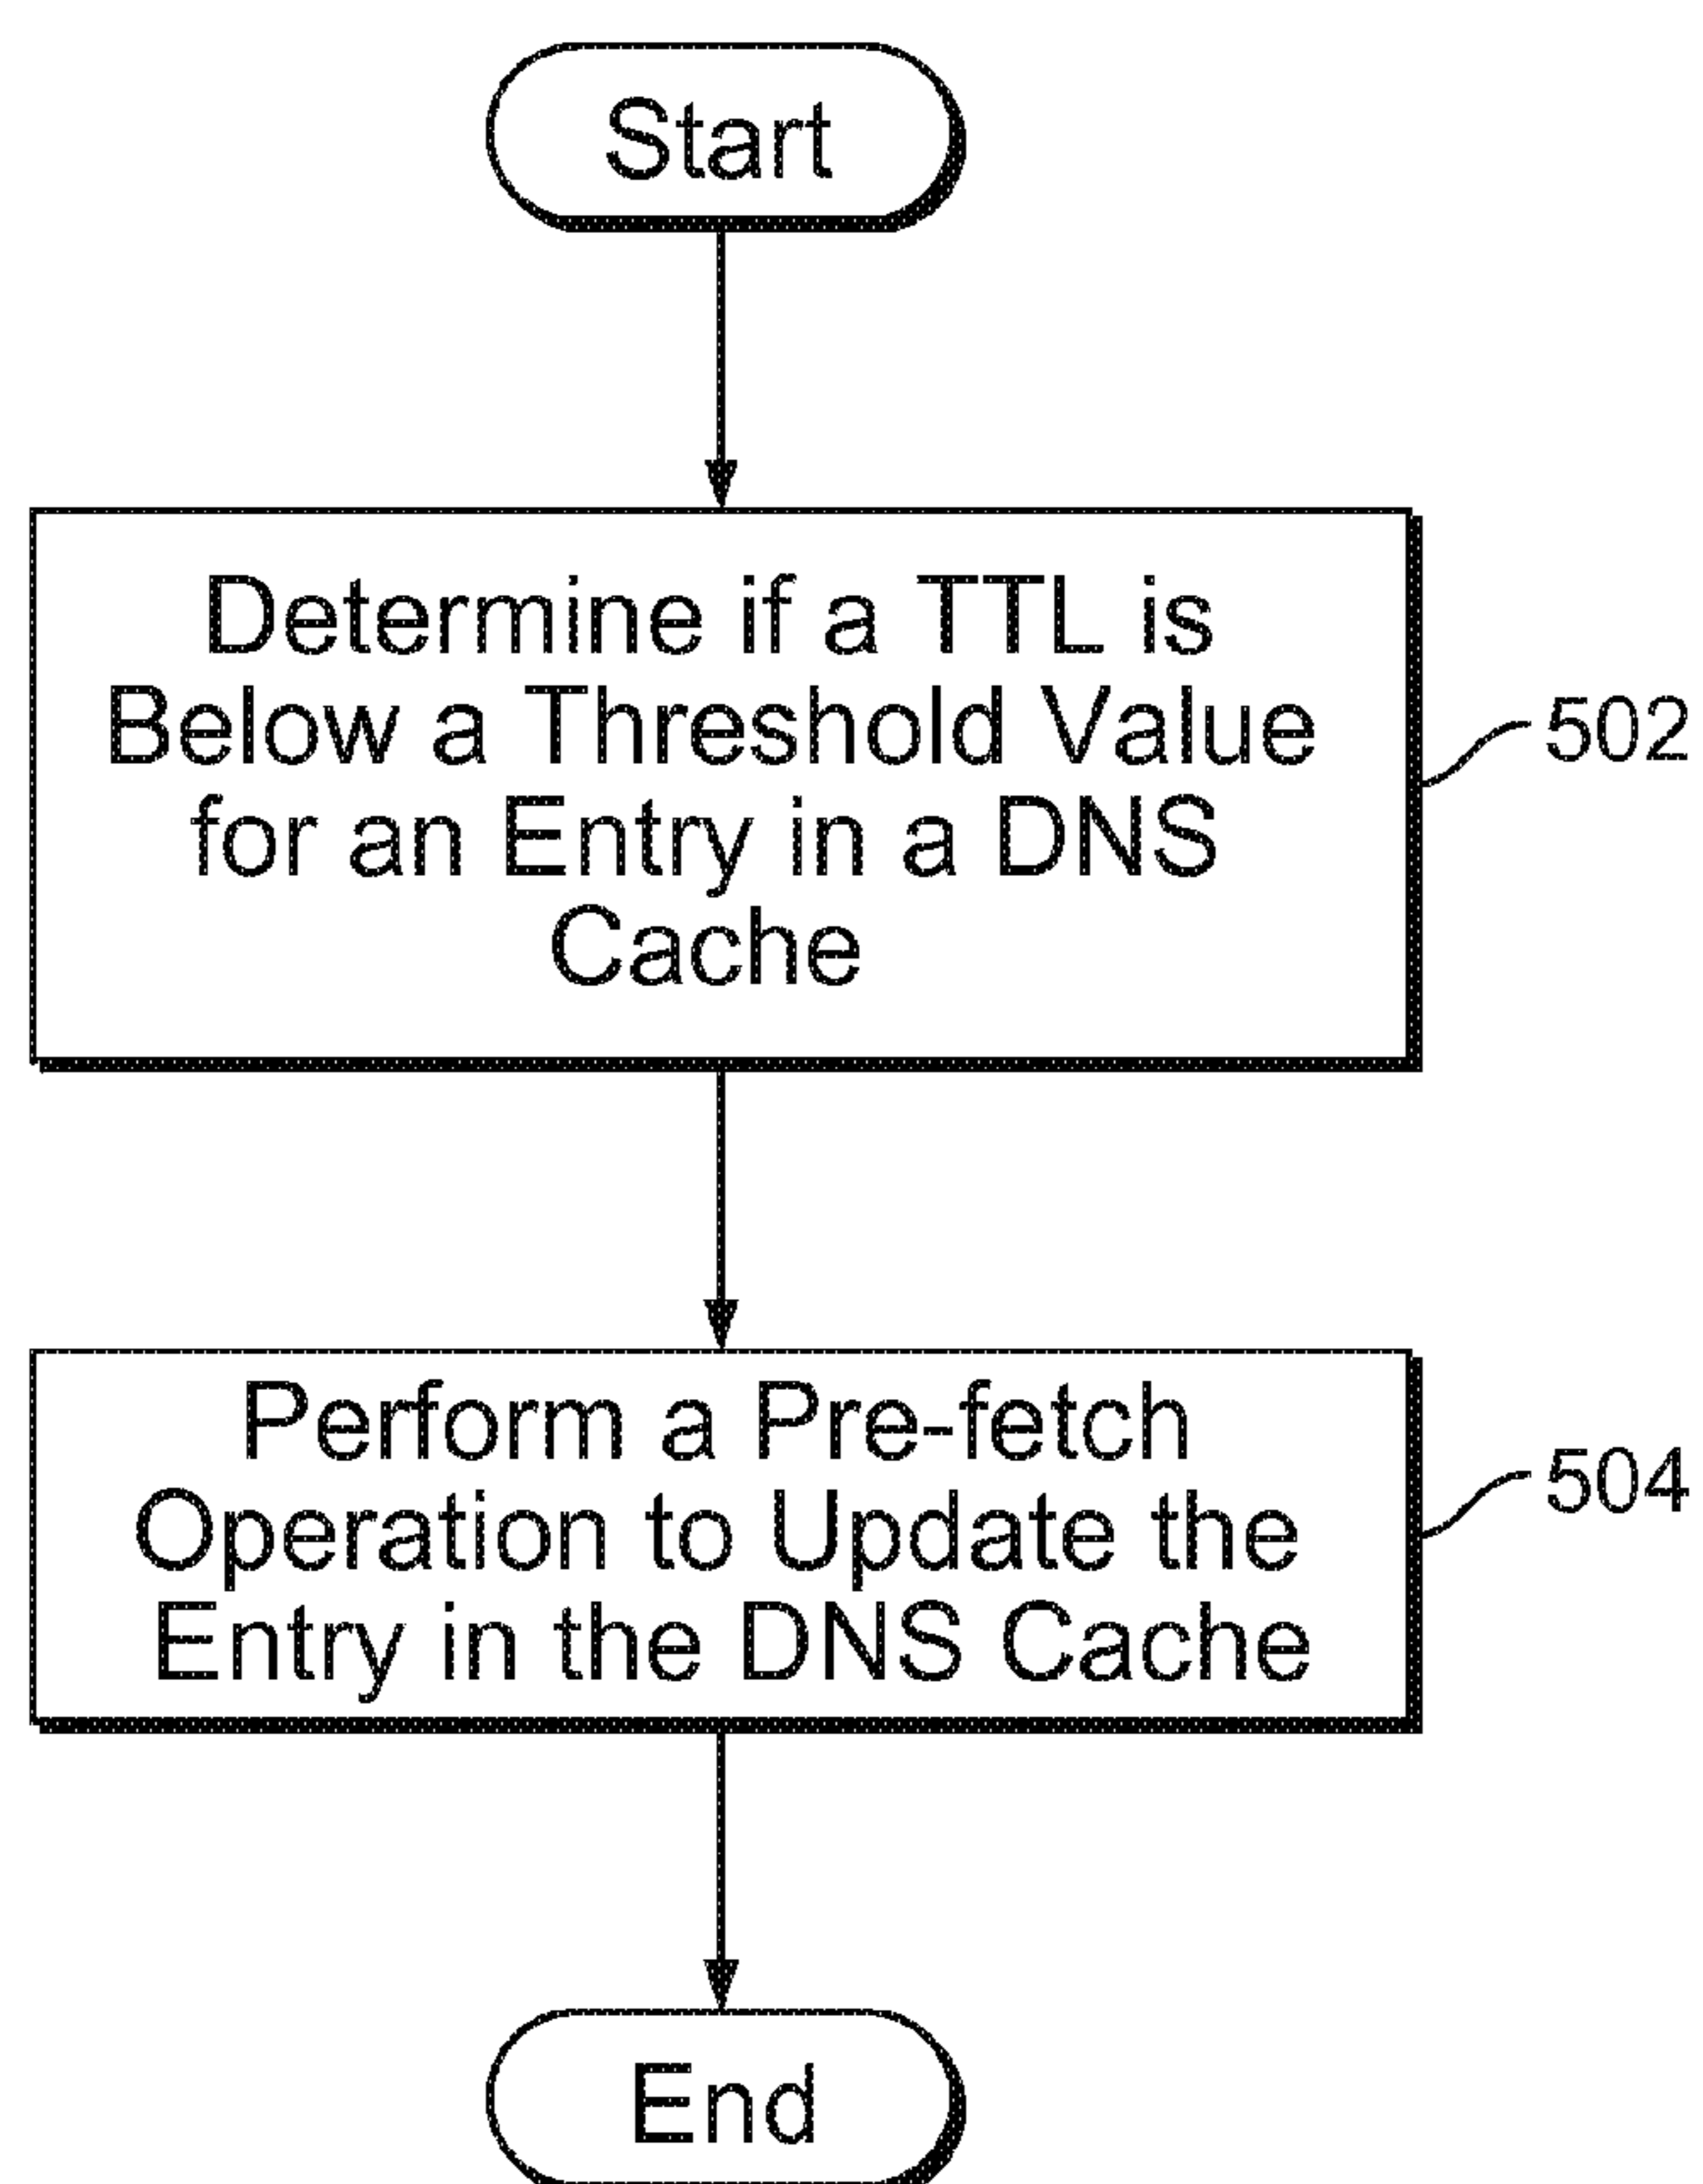 Start
Determine if a TTL is
Below a Threshold Value
for an Entry in a DNS
Cache
502
Perform a Pre-fetch
Operation to Update the
Entry in the DNS Cache
504
End